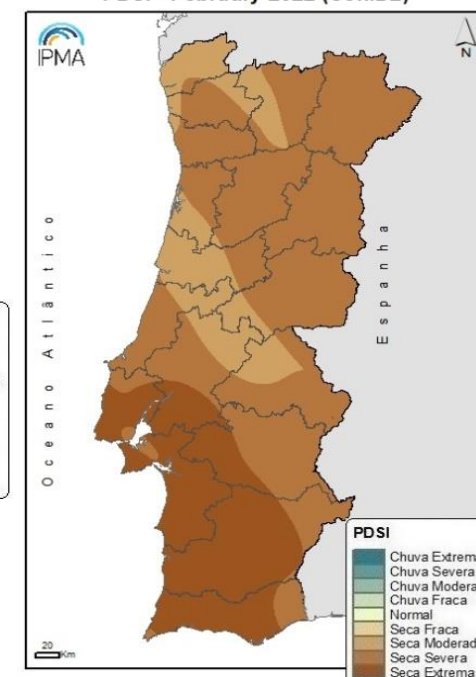 IPMA
N
Oceano Atlântico
Espanha
20
Km
PDSI
Chuva Extrem
Chuva Severa
Chuva Modera
Chuva Fraca
Normal
Seca Fraca
Seca Moderad
Seca Severa
Seca Extrema